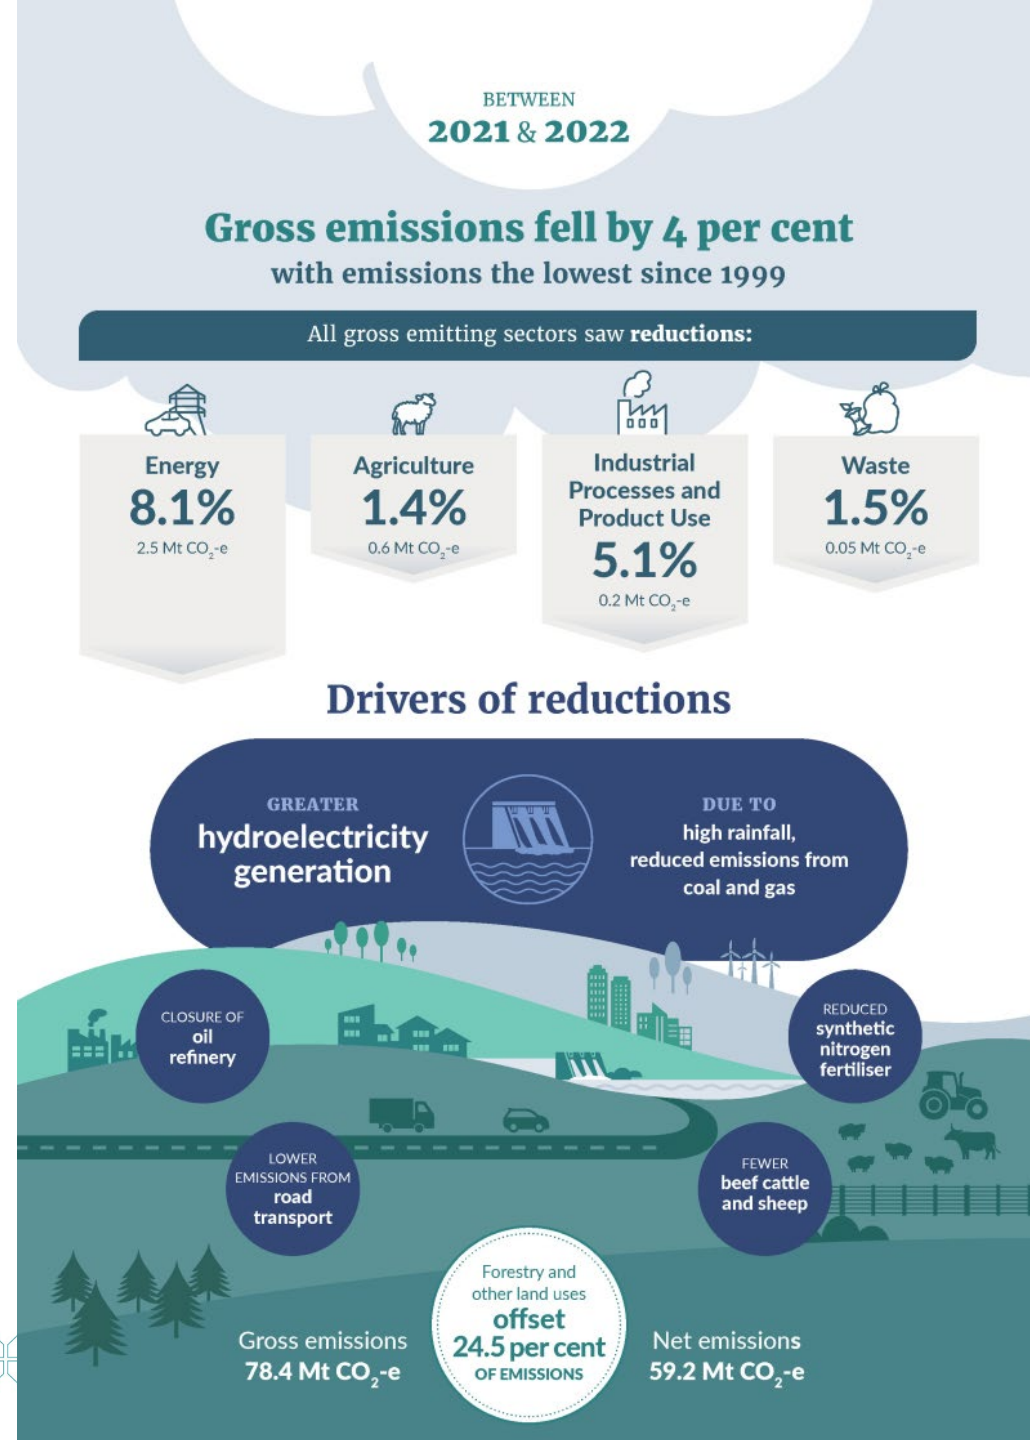 BETWEEN
2021 & 2022
Gross emissions fell by 4 per cent
with emissions the lowest since 1999
All gross emitting sectors saw reductions:
Energy
8.1%
2.5 Mt CO₂-e
Agriculture
1.4%
0.6 Mt CO₂-e
Industrial
Processes and
Product Use
5.1%
0.2 Mt CO₂-e
Waste
1.5%
0.05 Mt CO₂-e
Drivers of reductions
GREATER
hydroelectricity
generation
DUE TO
high rainfall,
reduced emissions from
coal and gas
CLOSURE OF
oil
refinery
REDUCED
synthetic
nitrogen
fertiliser
LOWER
EMISSIONS FROM
road
transport
FEWER
beef cattle
and sheep
Gross emissions
78.4 Mt CO₂-e
Forestry and
other land uses
offset
24.5 per cent
OF EMISSIONS
Net emissions
59.2 Mt CO₂-e